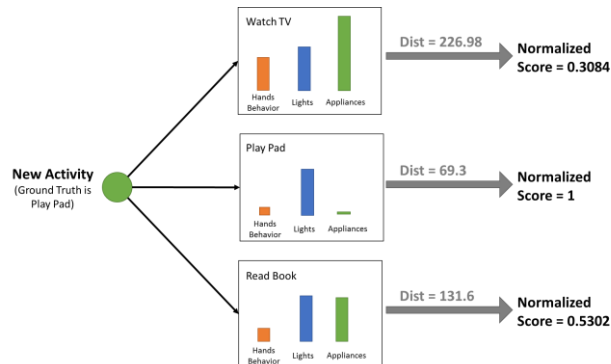 Watch TV
Hands
Behavior
Lights
Appliances
Dist = 226.98
Normalized
Score = 0.3084
New Activity
(Ground Truth is
Play Pad)
Play Pad
Hands
Behavior
Lights
Appliances
Dist = 69.3
Normalized
Score = 1
Read Book
Hands
Behavior
Lights
Appliances
Dist = 131.6
Normalized
Score = 0.5302